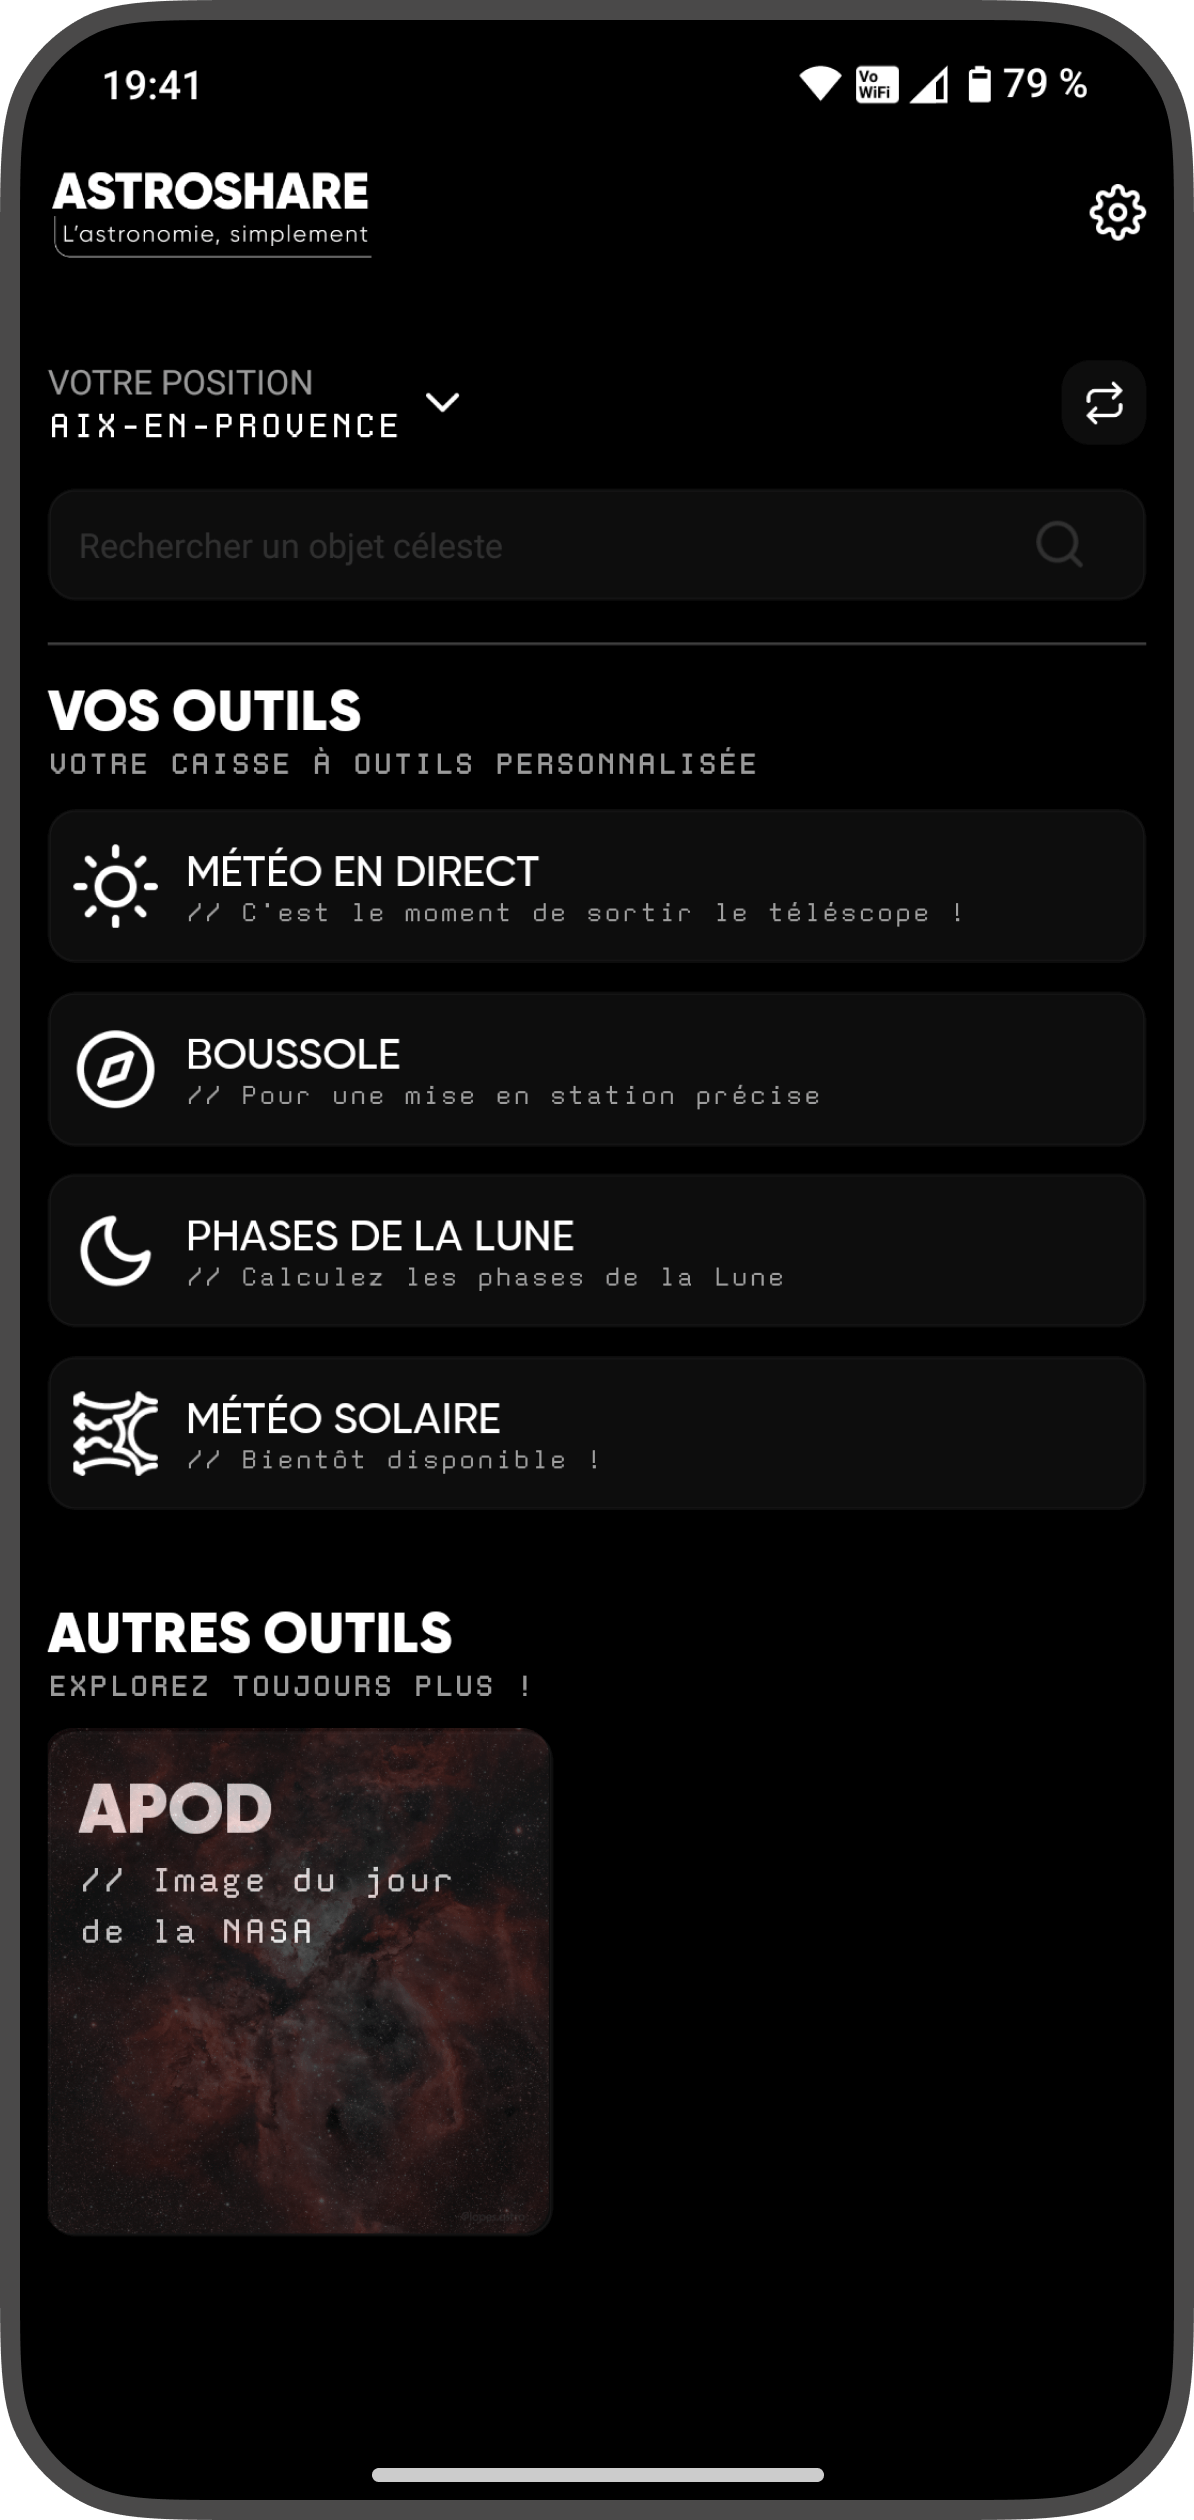 19:41
Vo
WiFi
79 %
ASTROSHARE
L'astronomie, simplement
VOTRE POSITION
AIX-EN-PROVENCE
Rechercher un objet céleste
VOS OUTILS
VOTRE CAISSE À OUTILS PERSONNALISÉE
MÉTÉO EN DIRECT
// C'est le moment de sortir le téléscope !
BOUSSOLE
// Pour une mise en station précise
PHASES DE LA LUNE
// Calculez les phases de la Lune
MÉTÉO SOLAIRE
// Bientôt disponible !
AUTRES OUTILS
EXPLOREZ TOUJOURS PLUS !
APOD
// Image du jour
de la NASA